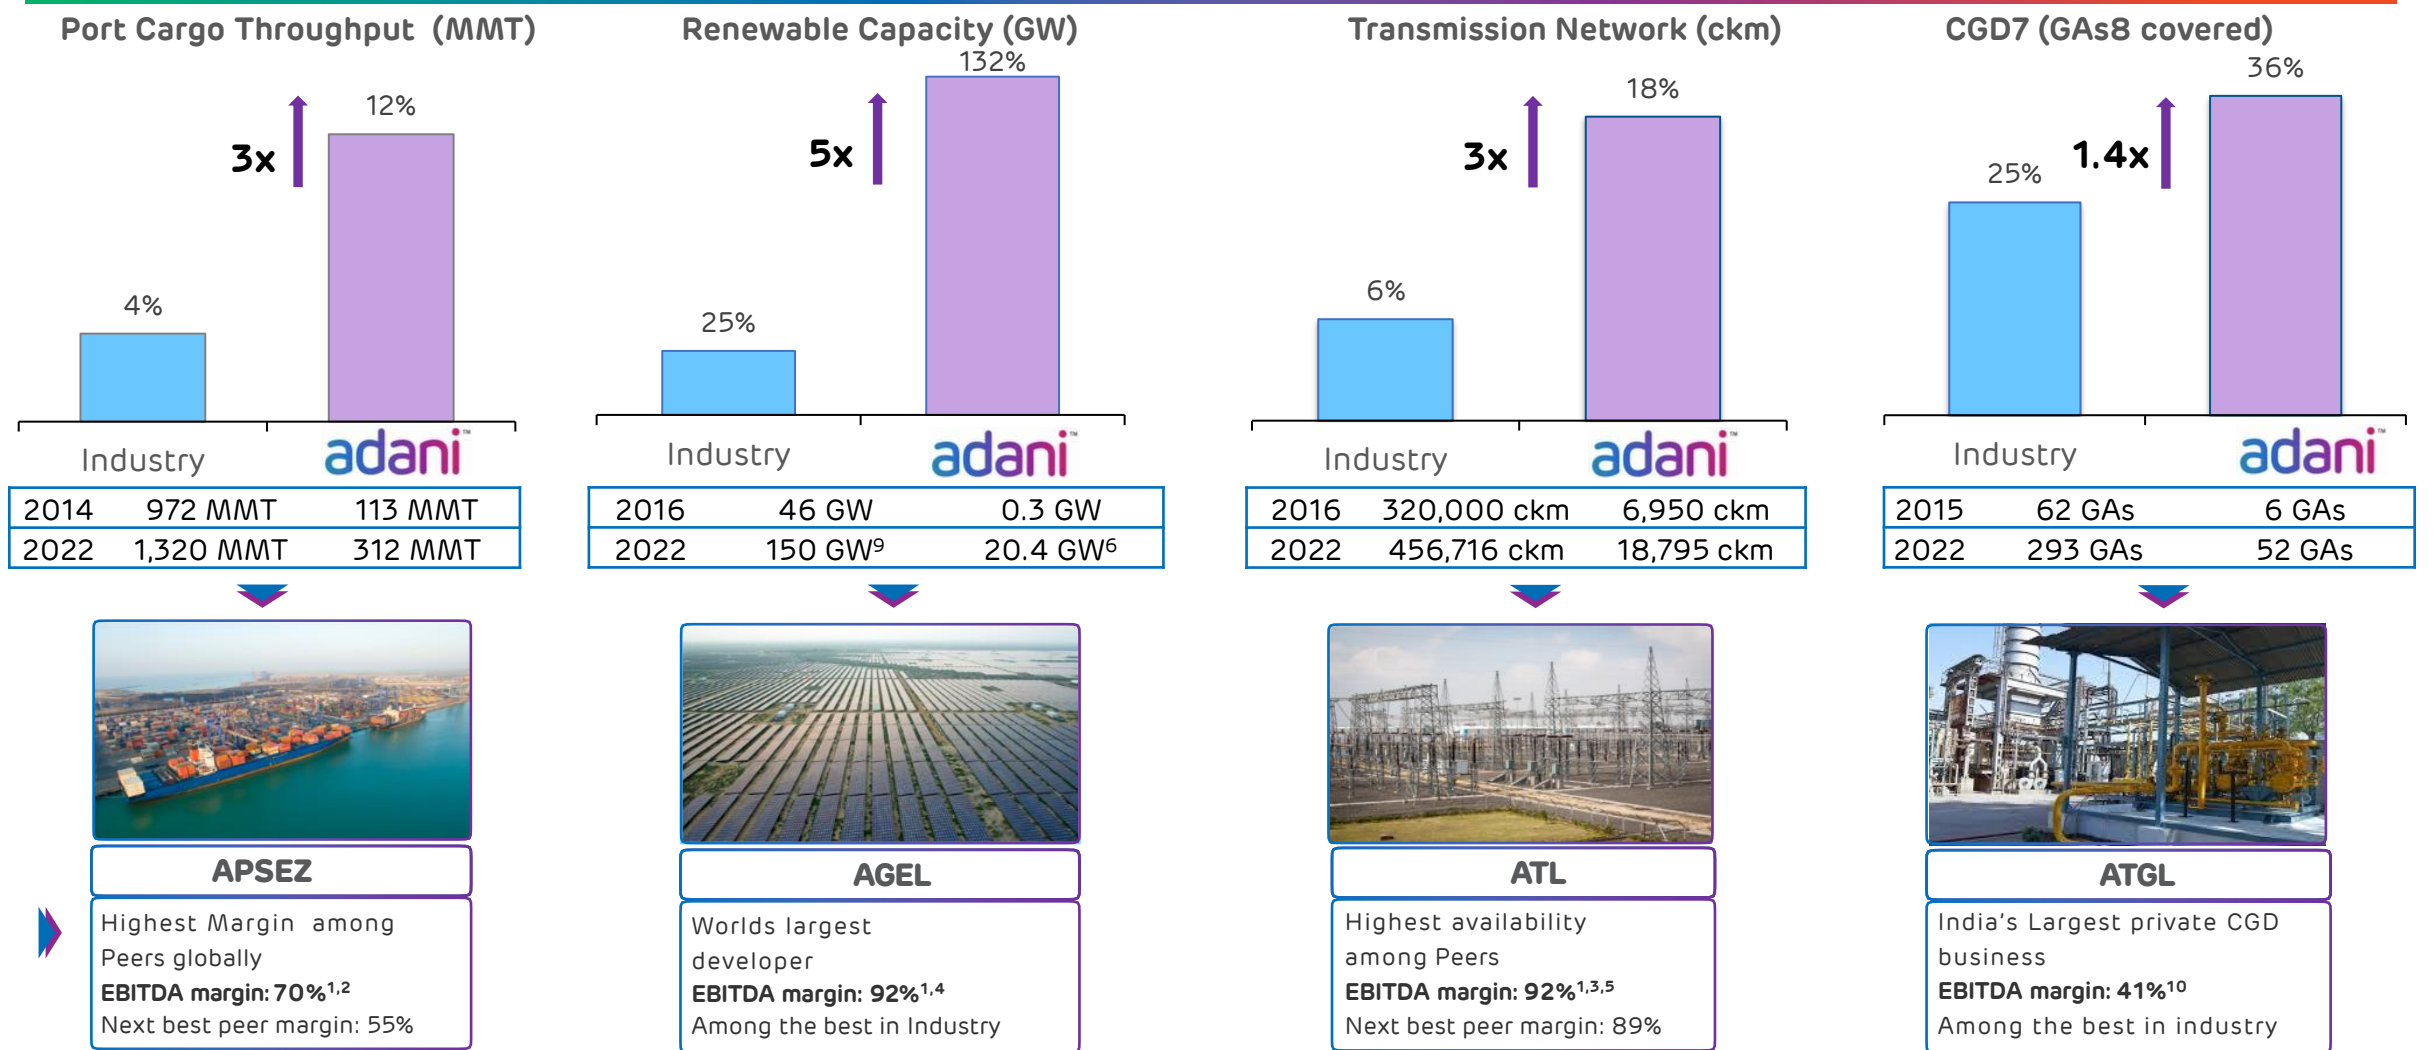 Port Cargo Throughput (MMT)
12%
3x
4%
Industry
adani™
2014 972 MMT 113 MMT
2022 1,320 MMT 312 MMT
APSEZ
Highest Margin among
Peers globally
EBITDA margin: 70%1,2
Next best peer margin: 55%
Renewable Capacity (GW)
132%
5x
25%
Industry
adani™
2016 46 GW 0.3 GW
2022 150 GW9 20.4 GW6
AGEL
Worlds largest
developer
EBITDA margin: 92%1,4
Among the best in Industry
Transmission Network (ckm)
18%
3x
6%
Industry
adani™
2016 320,000 ckm 6,950 ckm
2022 456,716 ckm 18,795 ckm
ATL
Highest availability
among Peers
EBITDA margin: 92%1,3,5
Next best peer margin: 89%
CGD7 (GAs8 covered)
36%
1.4x
25%
Industry
adani™
2015 62 GAs 6 GAs
2022 293 GAs 52 GAs
ATGL
India's Largest private CGD
business
EBITDA margin: 41%10
Among the best in industry